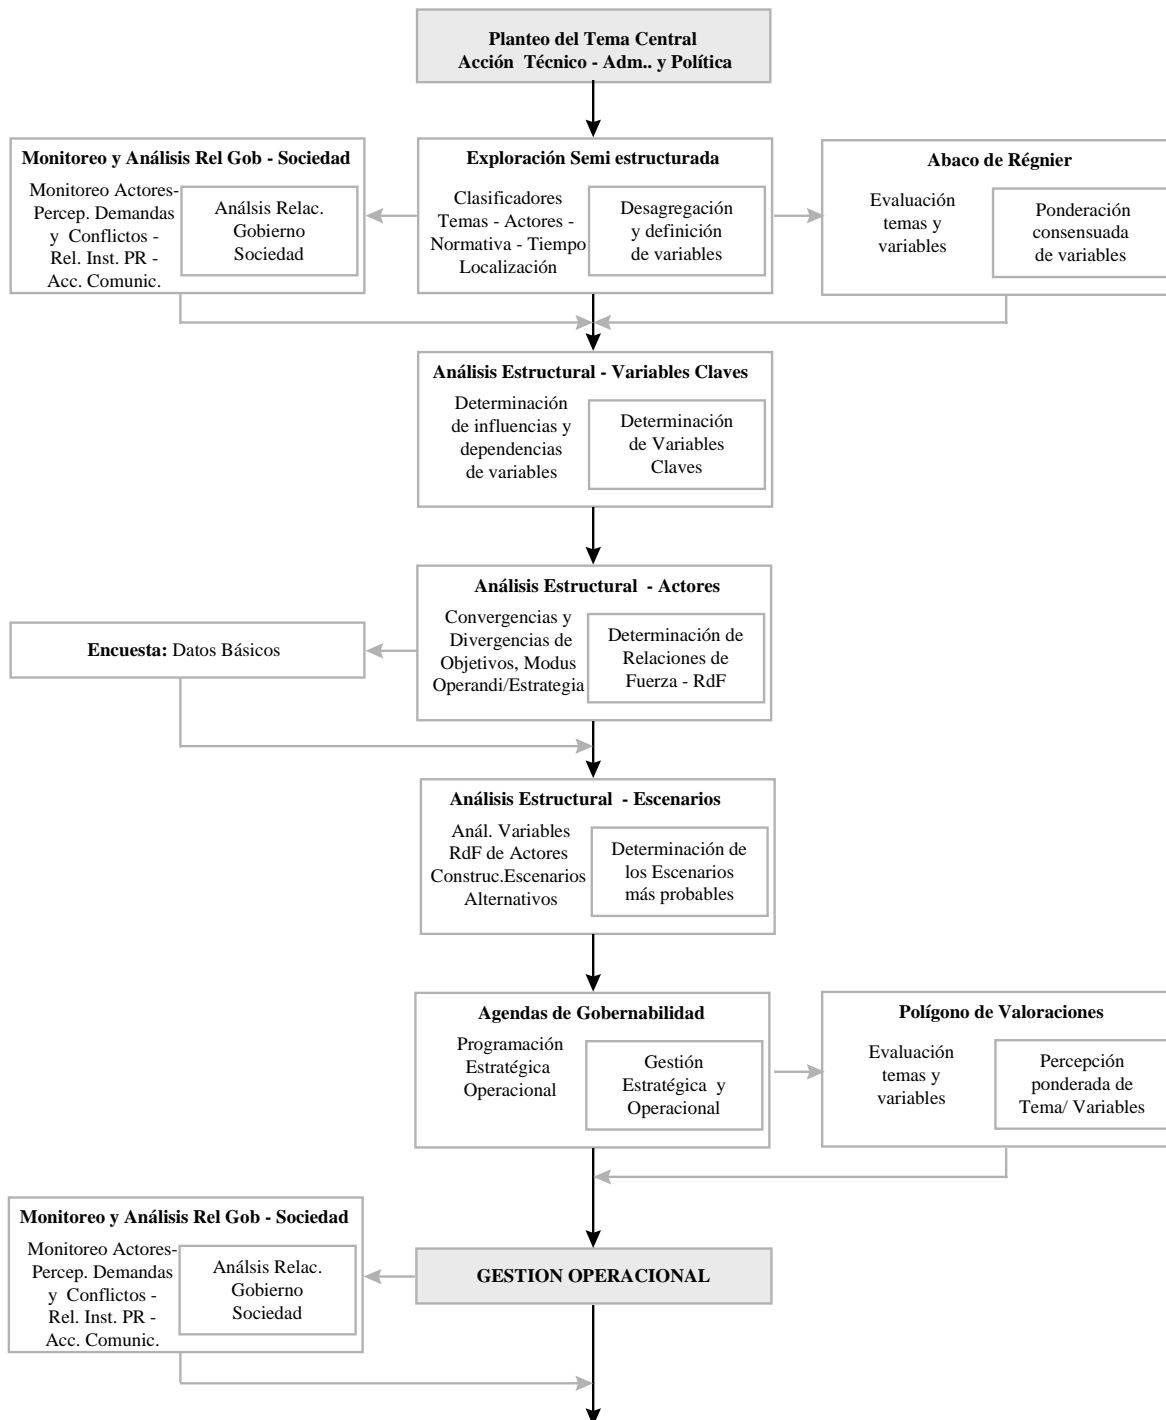 Planteo del Tema Central
Acción Técnico - Adm.. y Política
Monitoreo y Análisis Rel Gob - Sociedad
Monitoreo Actores-
Percep. Demandas
y Conflictos -
Rel. Inst. PR -
Acc. Comunic.
Análsis Relac.
Gobierno
Sociedad
Exploración Semi estructurada
Clasificadores
Temas - Actores -
Normativa - Tiempo
Localización
Desagregación
y definición
de variables
Abaco de Régnier
Evaluación
temas y
variables
Ponderación
consensuada
de variables
Análisis Estructural - Variables Claves
Determinación
de influencias y
dependencias
de variables
Determinación
de Variables
Claves
Análisis Estructural - Actores
Convergencias y
Divergencias de
Objetivos, Modus
Operandi/Estrategia
Determinación de
Relaciones de
Fuerza - RdF
Encuesta: Datos Básicos
Análisis Estructural - Escenarios
Anál. Variables
RdF de Actores
Construc.Escenarios
Alternativos
Determinación de
los Escenarios
más probables
Agendas de Gobernabilidad
Programación
Estratégica
Operacional
Gestión
Estratégica y
Operacional
Polígono de Valoraciones
Evaluación
temas y
variables
Percepción
ponderada de
Tema/ Variables
Monitoreo y Análisis Rel Gob - Sociedad
Monitoreo Actores-
Percep. Demandas
y Conflictos -
Rel. Inst. PR -
Acc. Comunic.
Análsis Relac.
Gobierno
Sociedad
GESTION OPERACIONAL